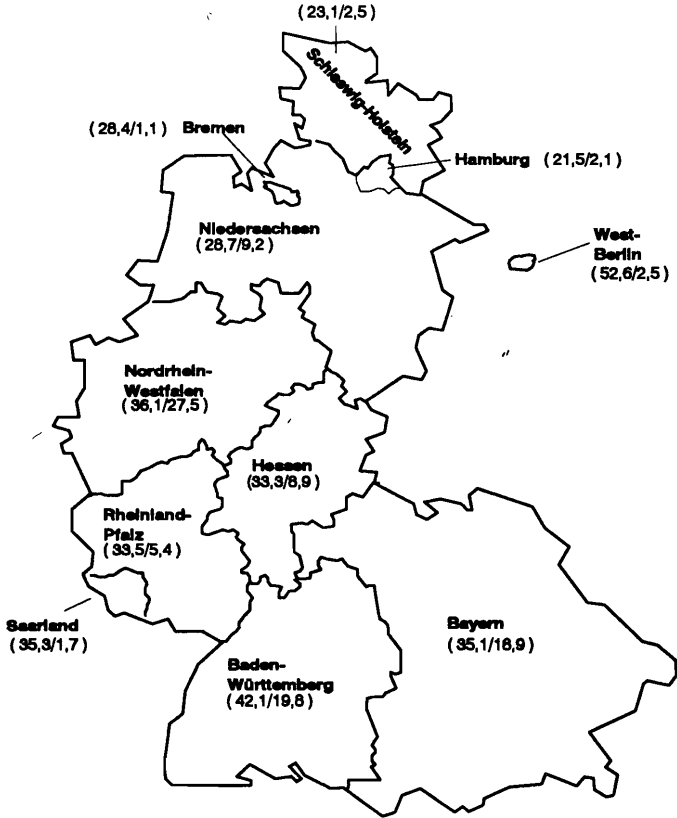 (23,1/2,5)
Schleswig-Holstein
(28,4/1,1) Bremen
Hamburg (21,5/2,1)
Niedersachsen
(28,7/9,2)
West-
Berlin
(52,6/2,5)
Nordrhein-
Westfalen
(36,1/27,5)
Hessen
(33,3/8,9)
Rheinland-
Pfalz
(33,5/5,4)
Saarland
(35,3/1,7)
Bayern
(35,1/18,9)
Baden-
Württemberg
(42,1/19,8)